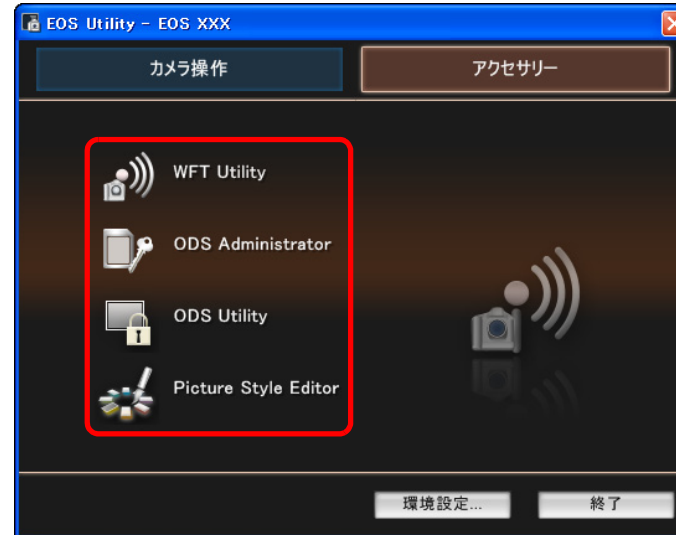 EOS Utility - EOS XXX
カメラ操作
アクセサリー
WFT Utility
ODS Administrator
ODS Utility
Picture Style Editor
環境設定...
終了